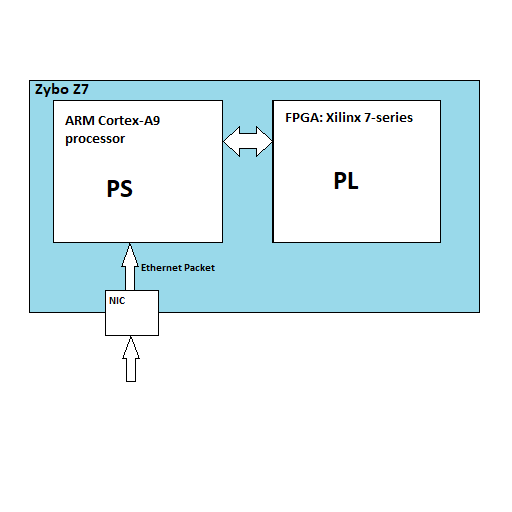 Zybo Z7
ARM Cortex-A9
processor
PS
FPGA: Xilinx 7-series
PL
Ethernet Packet
NIC